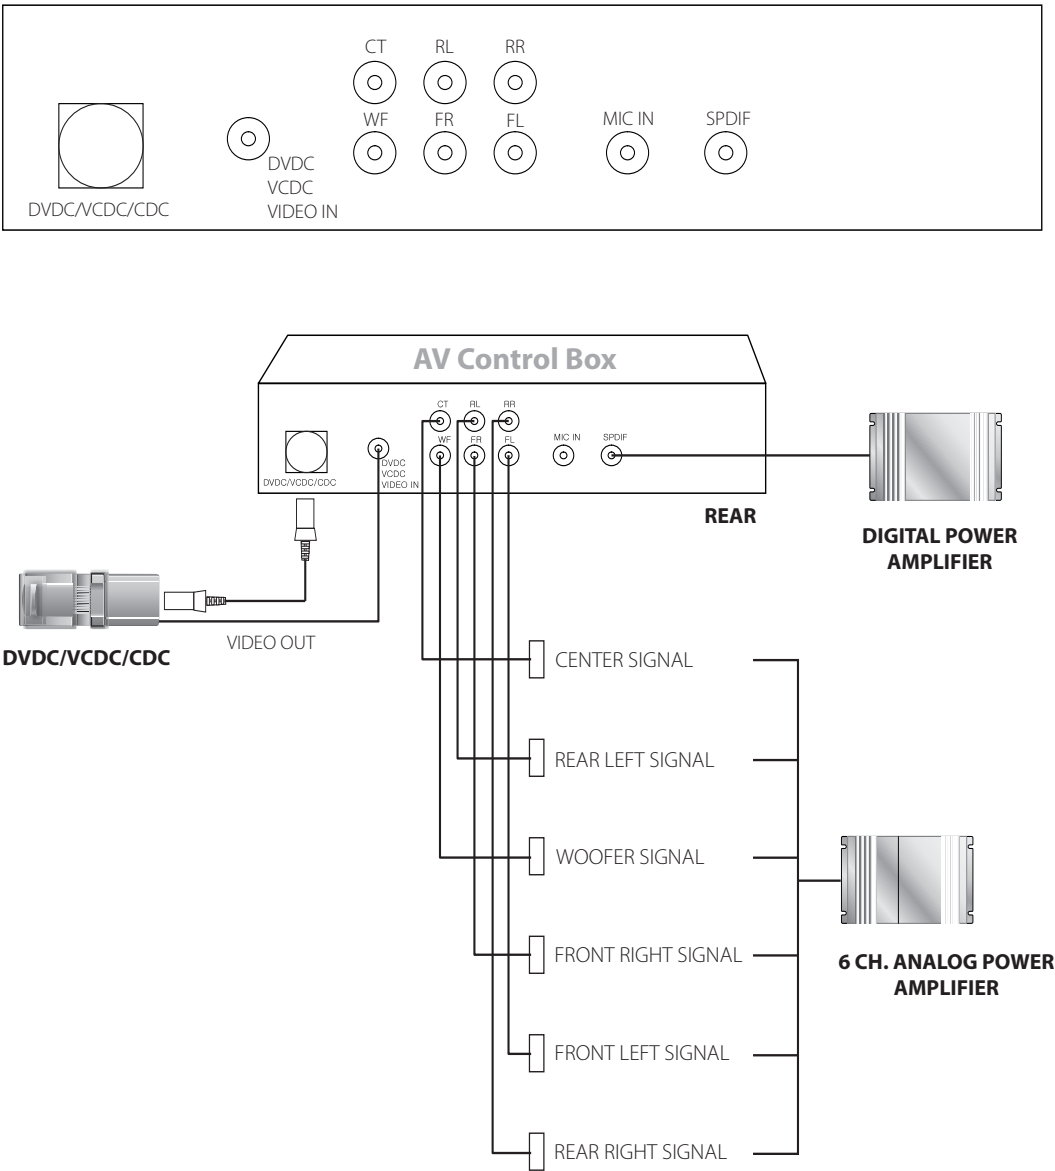 CT RL RR
WF FR FL MIC IN SPDIF
DVDC
VCDC
VIDEO IN
DVDC/VCDC/CDC
AV Control Box
CT RL RR
WF FR FL MIC IN SPDIF
DVDC
VCDC
VIDEO IN
DVDC/VCDC/CDC
REAR
DIGITAL POWER
AMPLIFIER
VIDEO OUT
DVDC/VCDC/CDC
CENTER SIGNAL
REAR LEFT SIGNAL
WOOFER SIGNAL
FRONT RIGHT SIGNAL
6 CH. ANALOG POWER
AMPLIFIER
FRONT LEFT SIGNAL
REAR RIGHT SIGNAL